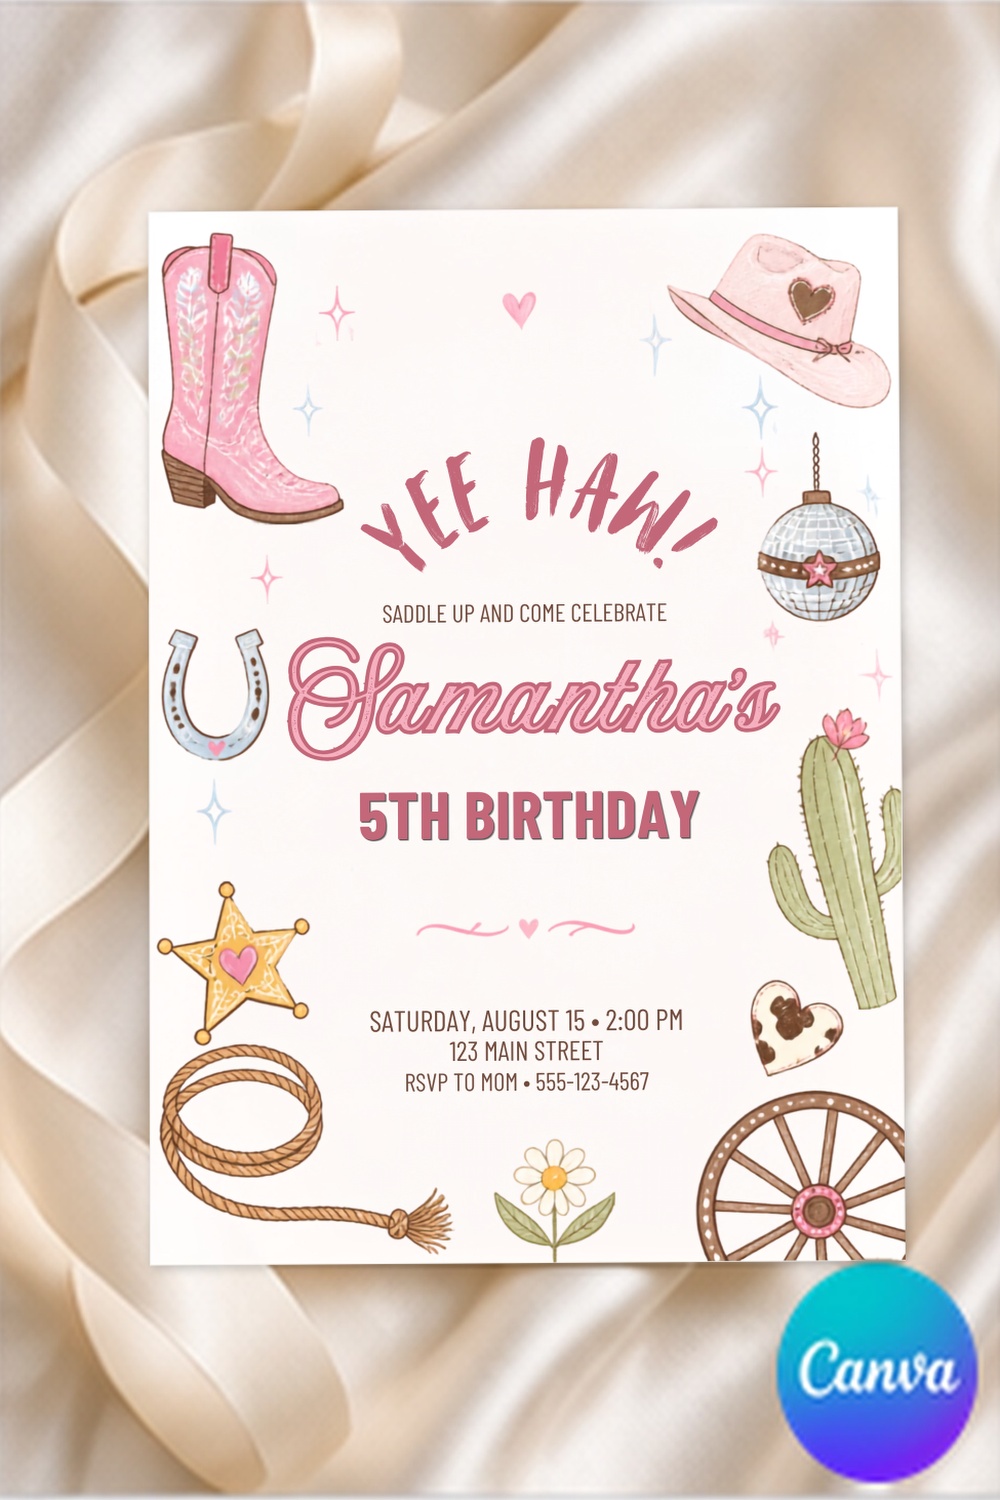 YEE HAW!
SADDLE UP AND COME CELEBRATE
Samantha's
5TH BIRTHDAY
SATURDAY, AUGUST 15 • 2:00 PM
123 MAIN STREET
RSVP TO MOM • 555-123-4567
Canva